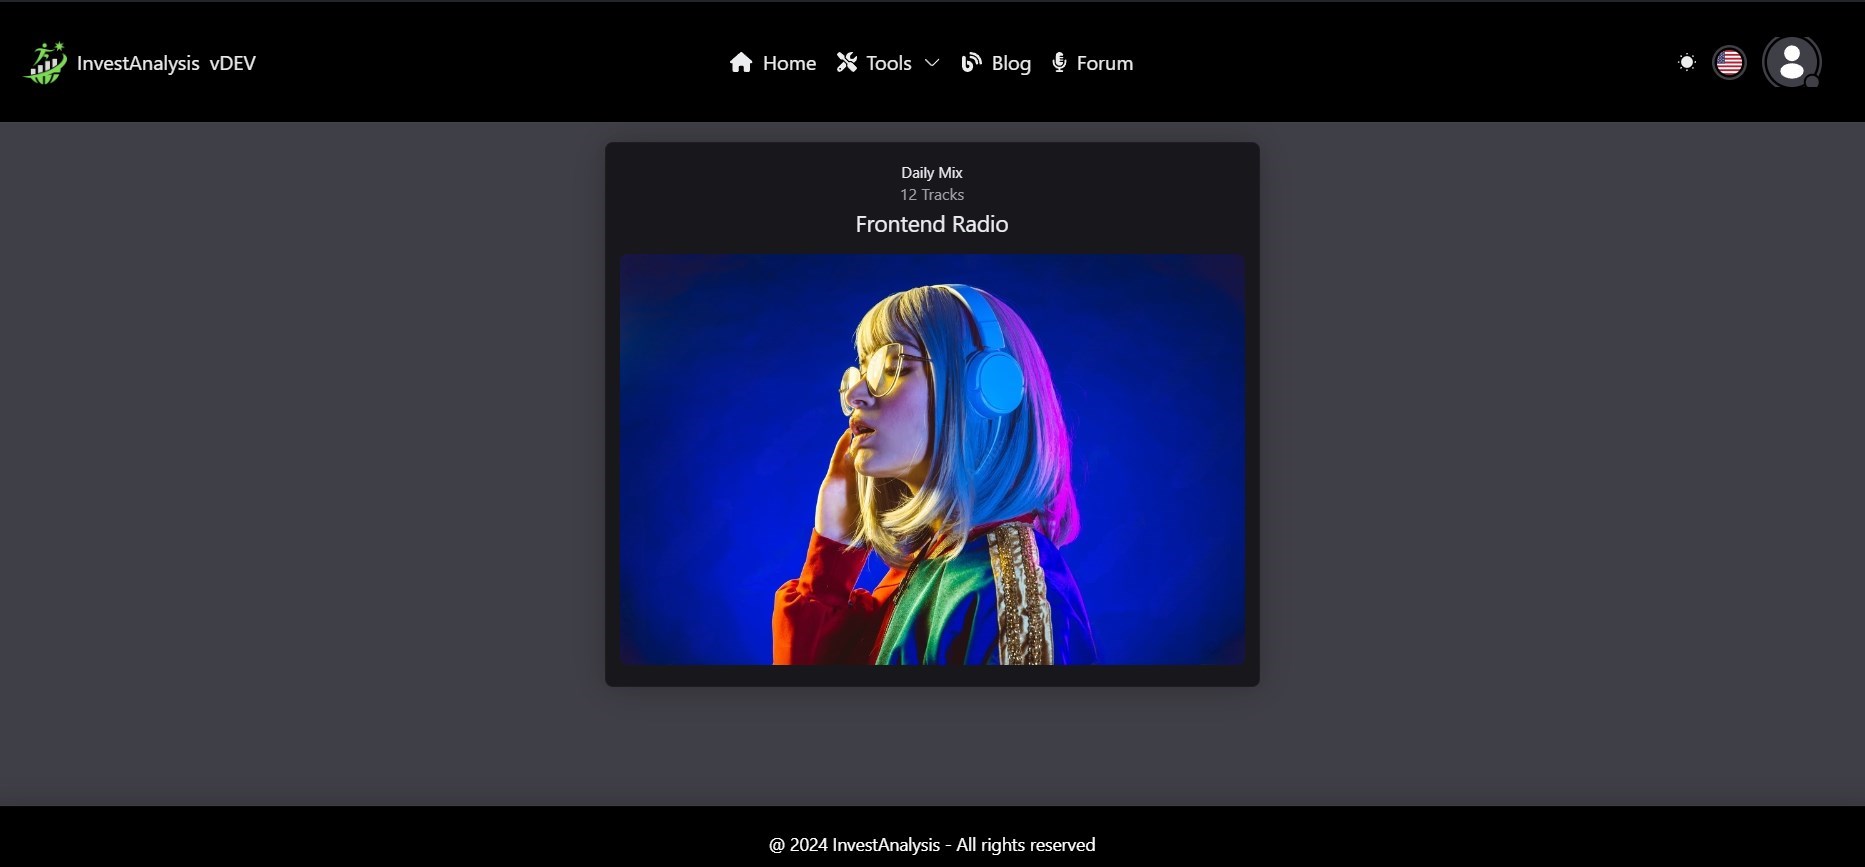 InvestAnalysis vDEV
Home Tools Blog Forum
Daily Mix
12 Tracks
Frontend Radio
@ 2024 InvestAnalysis - All rights reserved